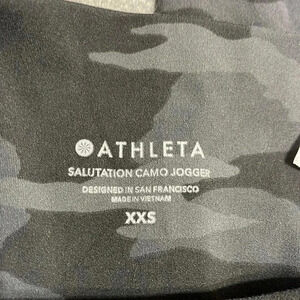 ATHLETA
SALUTATION CAMO JOGGER
DESIGNED IN SAN FRANCISCO
MADE IN VIETNAM
XXS